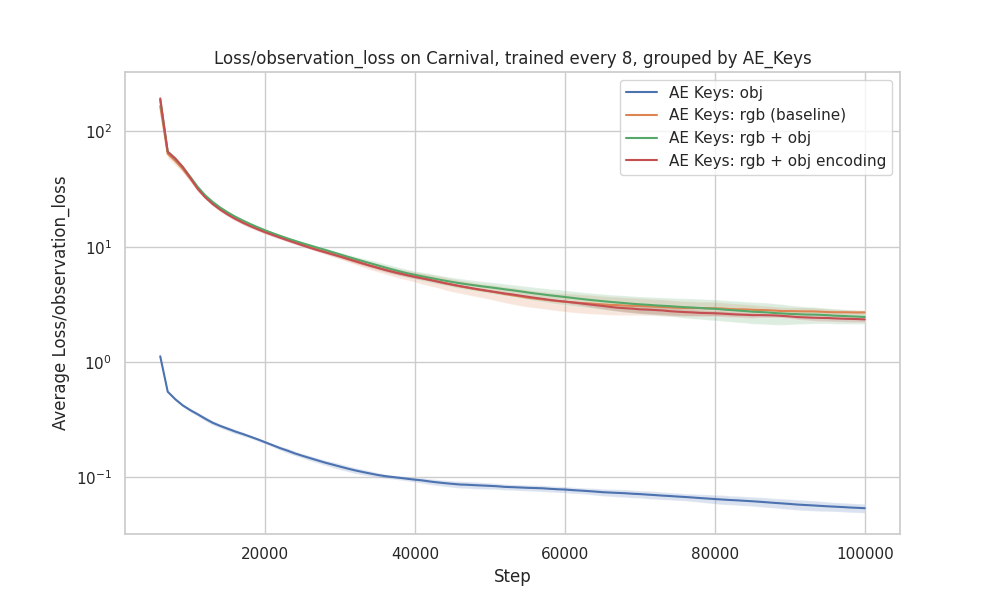 Loss/observation_loss on Carnival, trained every 8, grouped by AE_Keys
AE Keys: obj
AE Keys: rgb (baseline)
AE Keys: rgb + obj
AE Keys: rgb + obj encoding
Average Loss/observation_loss
10²
10¹
10⁰
10⁻¹
20000
40000
60000
80000
100000
Step